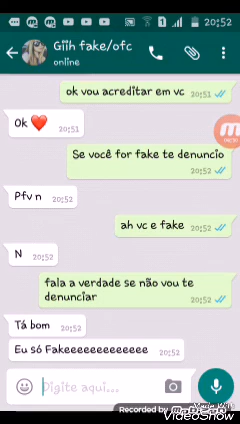 20:52
Giih fake/ofc
online
ok vou acreditar em vc 20:51
Ok ❤️ 20:51
Se você for fake te denuncio
20:52
Pfv n 20:52
ah vc e fake 20:52
N 20:52
fala a verdade se não vou te
denunciar 20:52
Tá bom 20:52
Eu só Fakeeeeeeeeeeeee 20:52
Digite aqui...
Made With
VideoShow
Recorded by